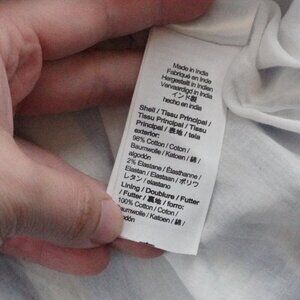 Made in India
Fabriqué en Inde
Hergestellt in Indien
Vervaardigd in India
インド製
hecho en India
Shell / Tissu Principal /
Tissu Principal / Tissu
Principal / 表地 / tela
exterior:
98% Cotton / Coton /
Baumwolle / Katoen / 綿 /
algodón
2% Elastane / Élasthanne /
Elastan / Elastaan / ポリウ
レタン / elastano
Lining / Doublure / Futter
/ Futter / 裏地 / forro:
100% Cotton / Coton /
Baumwolle / Katoen / 綿 /
algodón